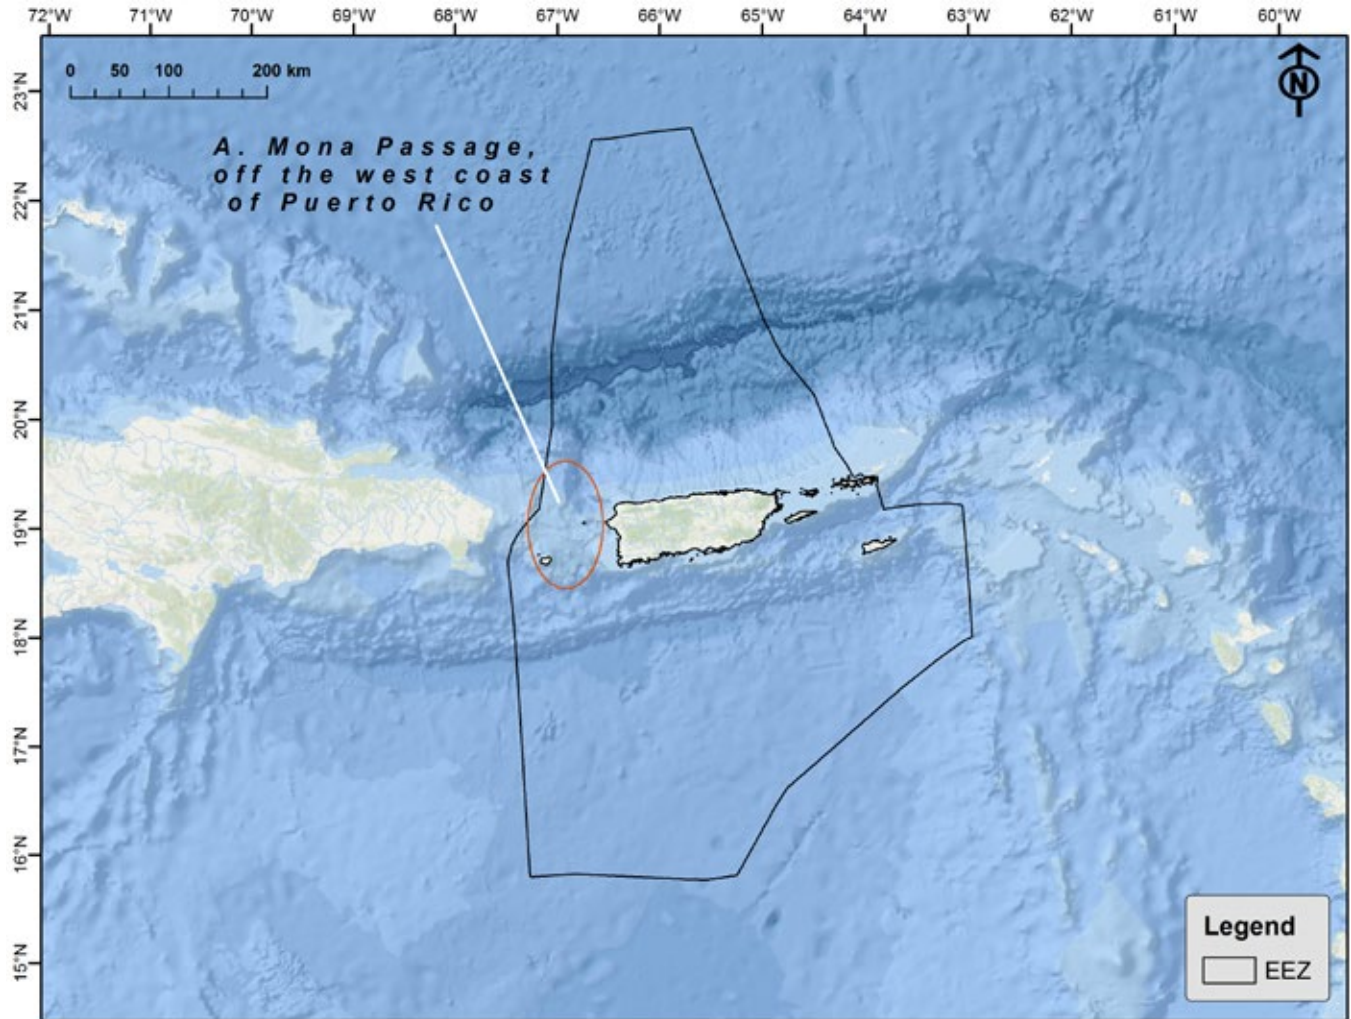 72°W 71°W 70°W 69°W 68°W 67°W 66°W 65°W 64°W 63°W 62°W 61°W 60°W
0 50 100 200 km
N
A. Mona Passage,
off the west coast
of Puerto Rico
23°N
22°N
21°N
20°N
19°N
18°N
17°N
16°N
15°N
Legend
EEZ